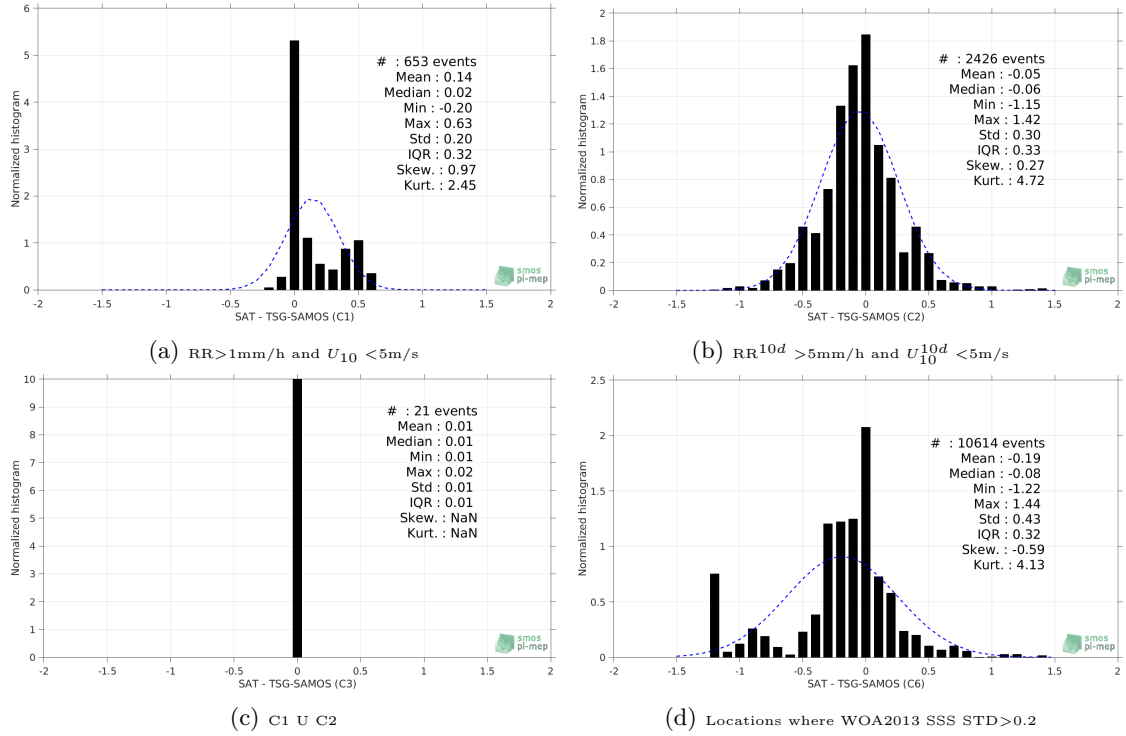 6
5
4
3
2
1
0
Normalized histogram
# : 653 events
Mean : 0.14
Median : 0.02
Min : -0.20
Max : 0.63
Std : 0.20
IQR : 0.32
Skew. : 0.97
Kurt. : 2.45
smos
pi-mep
-2 -1.5 -1 -0.5 0 0.5 1 1.5 2
SAT - TSG-SAMOS (C1)
(a) RR>1mm/h and U10 <5m/s
2
1.8
1.6
1.4
1.2
1
0.8
0.6
0.4
0.2
0
Normalized histogram
# : 2426 events
Mean : -0.05
Median : -0.06
Min : -1.15
Max : 1.42
Std : 0.30
IQR : 0.33
Skew. : 0.27
Kurt. : 4.72
smos
pi-mep
-2 -1.5 -1 -0.5 0 0.5 1 1.5 2
SAT - TSG-SAMOS (C2)
(b) RR10d >5mm/h and U10d10 <5m/s
10
9
8
7
6
5
4
3
2
1
0
Normalized histogram
# : 21 events
Mean : 0.01
Median : 0.01
Min : 0.01
Max : 0.02
Std : 0.01
IQR : 0.01
Skew. : NaN
Kurt. : NaN
smos
pi-mep
-2 -1.5 -1 -0.5 0 0.5 1 1.5 2
SAT - TSG-SAMOS (C3)
(c) C1 U C2
2.5
2
1.5
1
0.5
0
Normalized histogram
# : 10614 events
Mean : -0.19
Median : -0.08
Min : -1.22
Max : 1.44
Std : 0.43
IQR : 0.32
Skew. : -0.59
Kurt. : 4.13
smos
pi-mep
-2 -1.5 -1 -0.5 0 0.5 1 1.5 2
SAT - TSG-SAMOS (C6)
(d) Locations where WOA2013 SSS STD>0.2